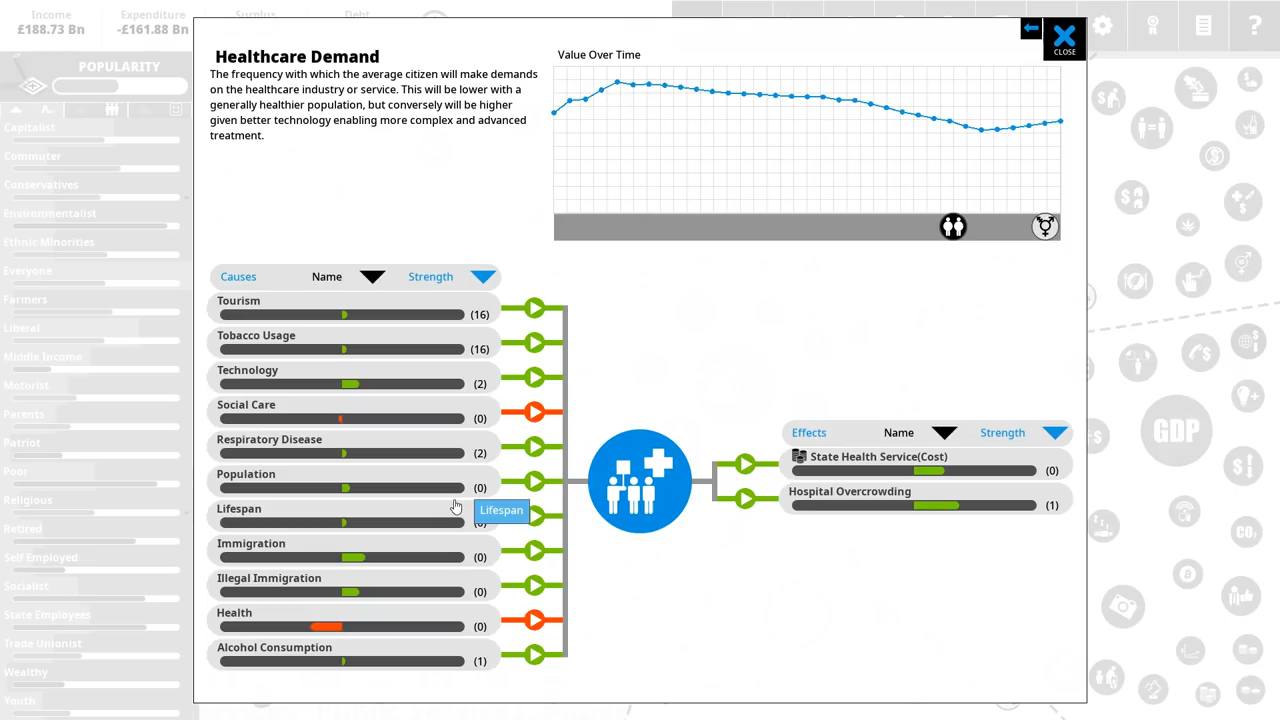 Income
Expenditure
Surplus
Debt
£188.73 Bn
-£161.88 Bn
POPULARITY
Capitalist
Commuter
Conservatives
Environmentalist
Ethnic Minorities
Everyone
Farmers
Liberal
Middle Income
Motorist
Parents
Patriot
Poor
Religious
Retired
Self Employed
Socialist
State Employees
Trade Unionist
Wealthy
Youth
CLOSE
Healthcare Demand
The frequency with which the average citizen will make demands
on the healthcare industry or service. This will be lower with a
generally healthier population, but conversely will be higher
given better technology enabling more complex and advanced
treatment.
Value Over Time
Causes Name Strength
Tourism
(16)
Tobacco Usage
(16)
Technology
(2)
Social Care
(0)
Respiratory Disease
(2)
Population
(0)
Lifespan
Lifespan
Immigration
(0)
Illegal Immigration
(0)
Health
(0)
Alcohol Consumption
(1)
Effects Name Strength
State Health Service(Cost)
(0)
Hospital Overcrowding
(1)
GDP
CO₂